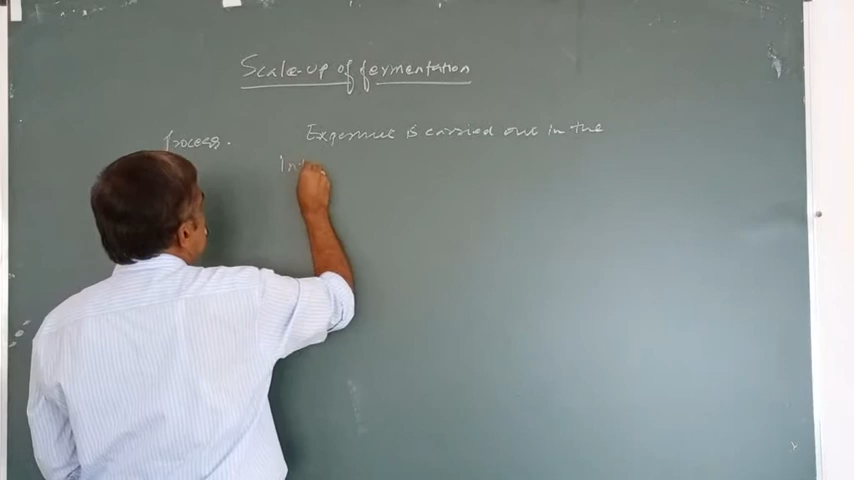 Scale-up of fermentation
process.
Experiment is carried out in the